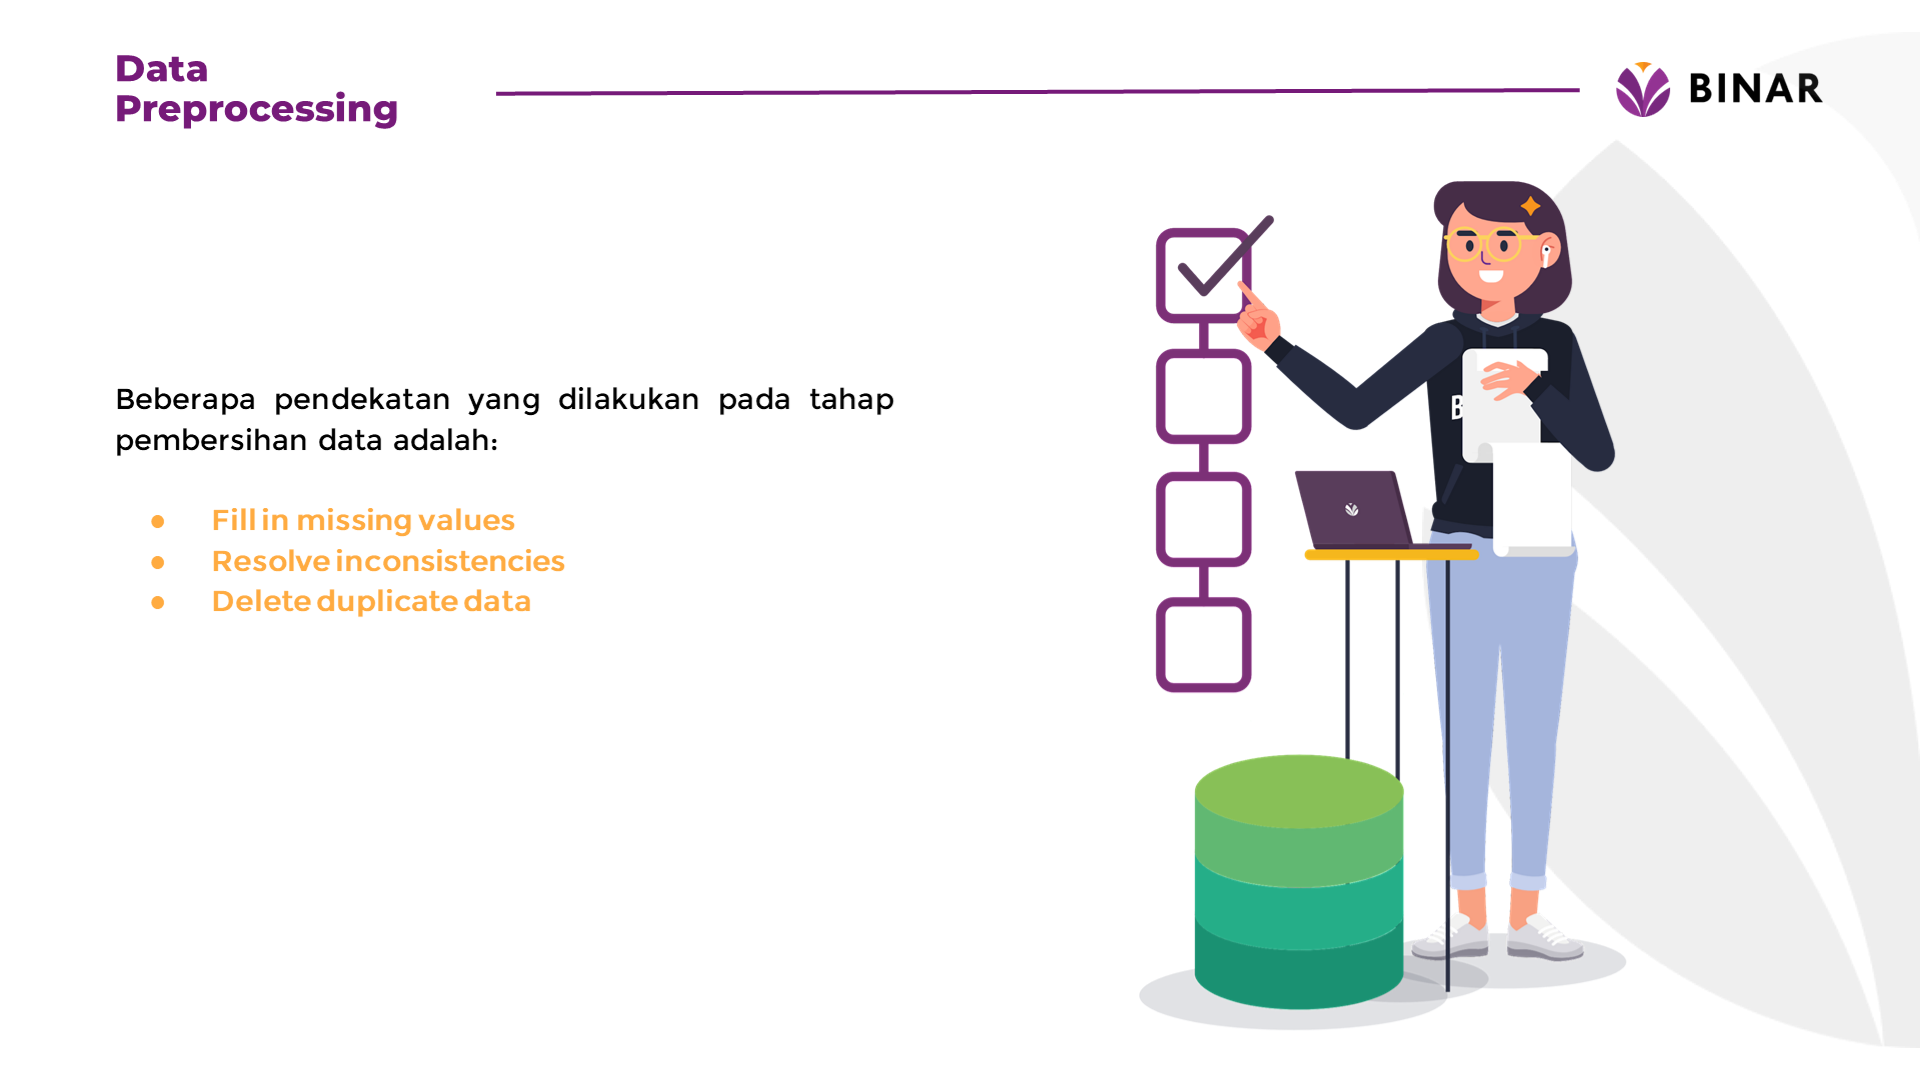 Data
Preprocessing
BINAR
Beberapa pendekatan yang dilakukan pada tahap
pembersihan data adalah:
● Fill in missing values
● Resolve inconsistencies
● Delete duplicate data
B